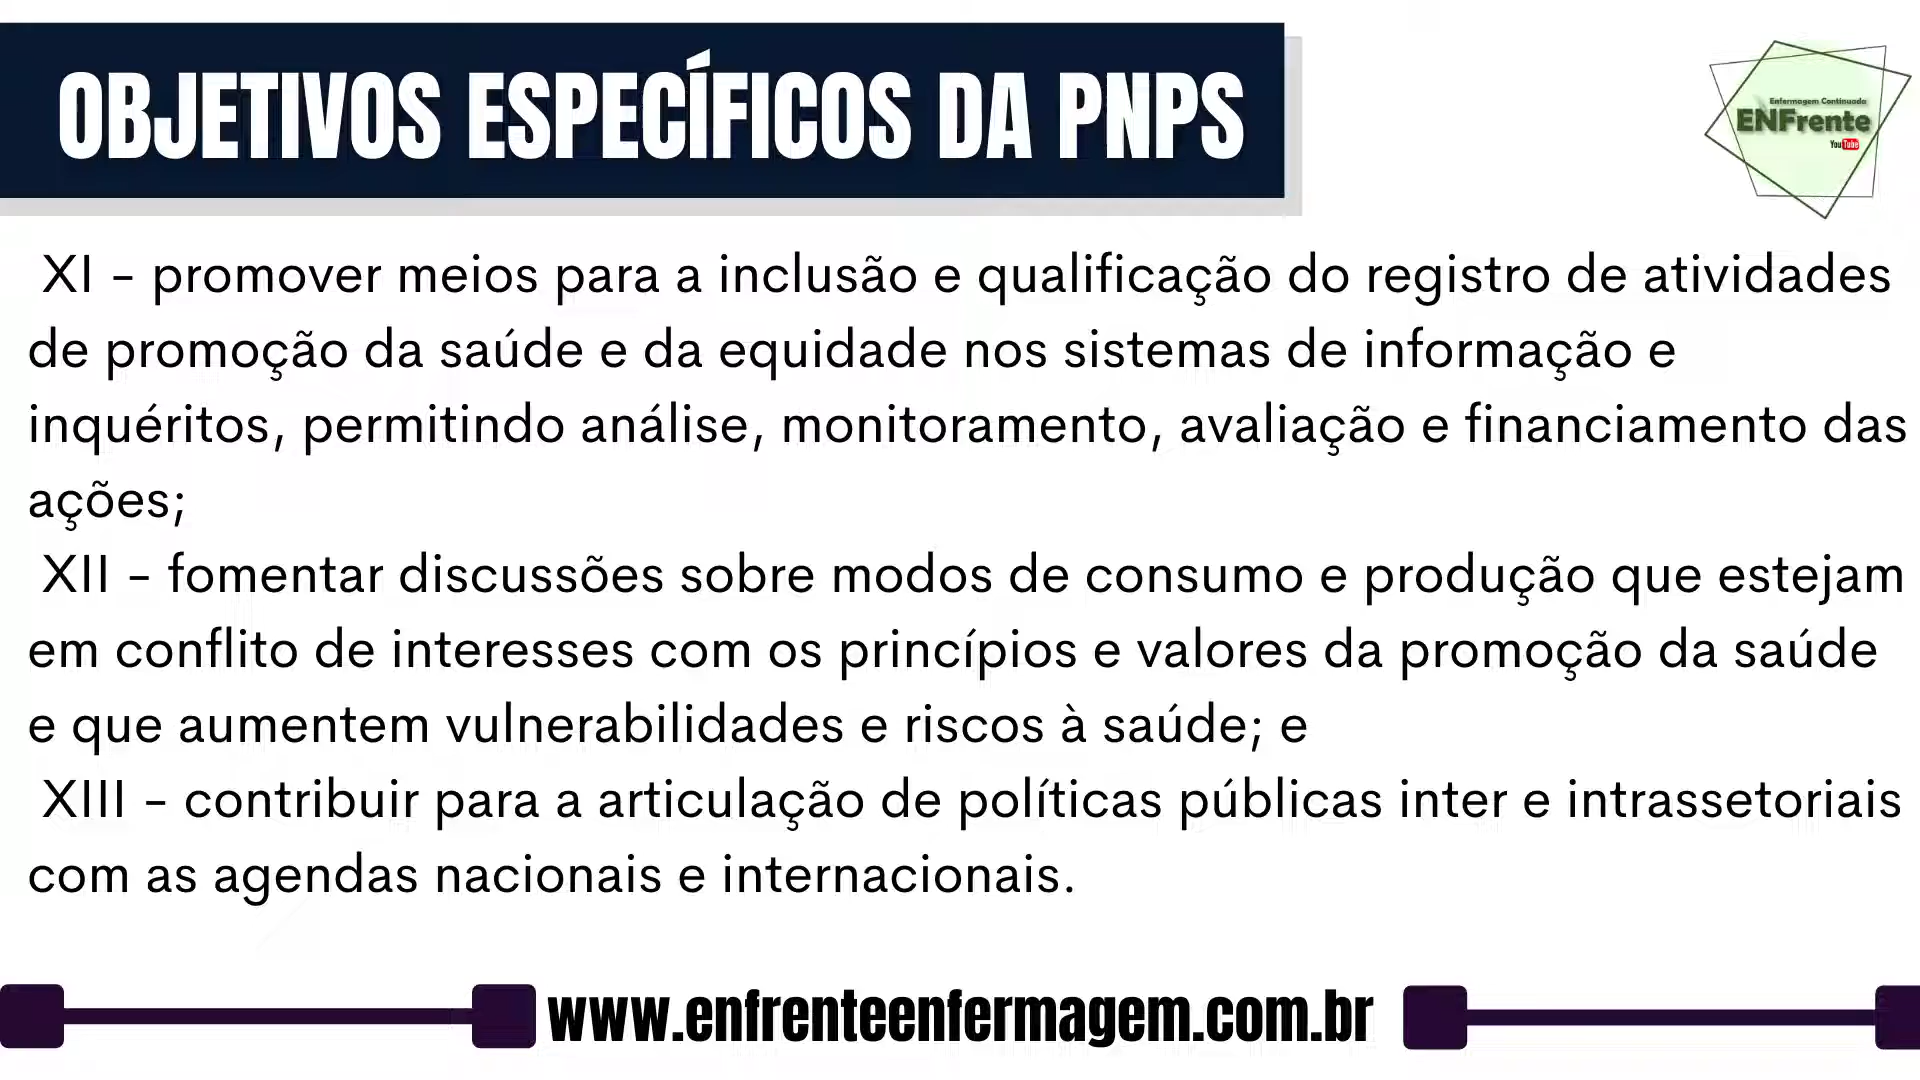 OBJETIVOS ESPECÍFICOS DA PNPS
Enfermagem Continuada
ENFrente
YouTube
XI - promover meios para a inclusão e qualificação do registro de atividades
de promoção da saúde e da equidade nos sistemas de informação e
inquéritos, permitindo análise, monitoramento, avaliação e financiamento das
ações;
XII - fomentar discussões sobre modos de consumo e produção que estejam
em conflito de interesses com os princípios e valores da promoção da saúde
e que aumentem vulnerabilidades e riscos à saúde; e
XIII - contribuir para a articulação de políticas públicas inter e intrassetoriais
com as agendas nacionais e internacionais.
www.enfrenteenfermagem.com.br